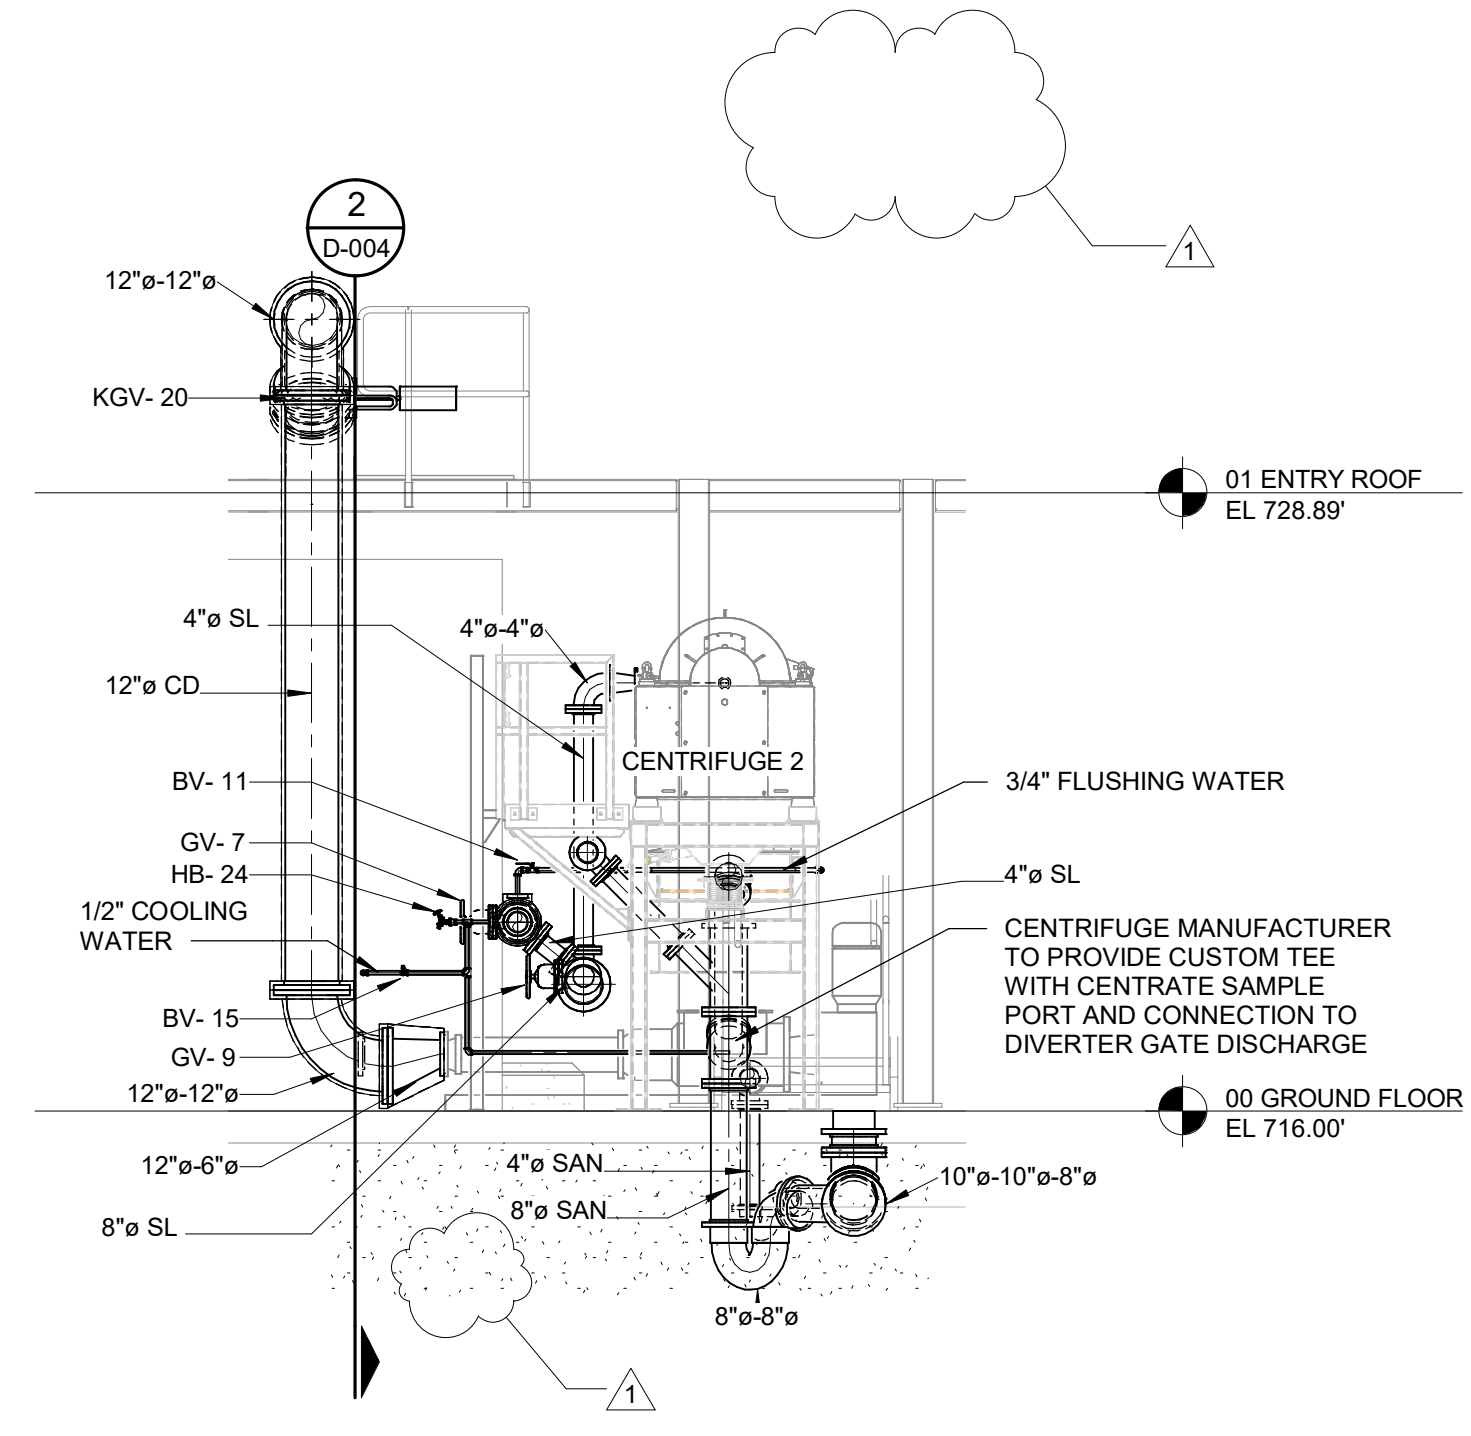 1
2
D-004
12"ø-12"ø
KGV- 20
01 ENTRY ROOF
EL 728.89'
4"ø SL
4"ø-4"ø
12"ø CD
CENTRIFUGE 2
BV- 11
3/4" FLUSHING WATER
GV- 7
HB- 24
4"ø SL
1/2" COOLING
WATER
CENTRIFUGE MANUFACTURER
TO PROVIDE CUSTOM TEE
WITH CENTRATE SAMPLE
PORT AND CONNECTION TO
DIVERTER GATE DISCHARGE
BV- 15
GV- 9
12"ø-12"ø
00 GROUND FLOOR
EL 716.00'
12"ø-6"ø
4"ø SAN
10"ø-10"ø-8"ø
8"ø SAN
8"ø SL
8"ø-8"ø
1